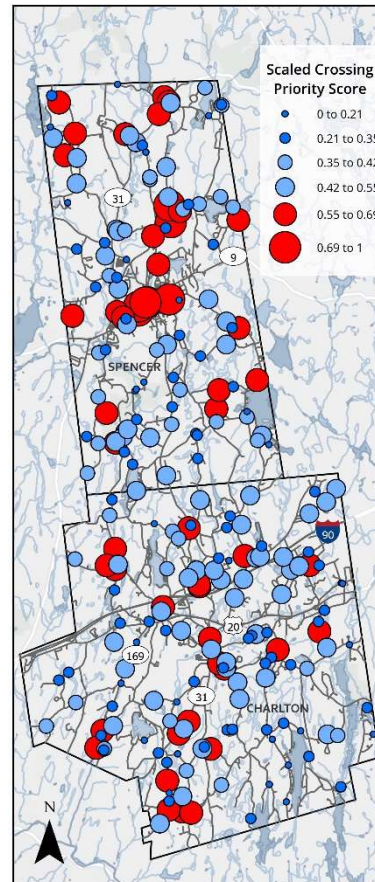 Scaled Crossing
Priority Score
0 to 0.21
0.21 to 0.35
0.35 to 0.42
0.42 to 0.55
0.55 to 0.69
0.69 to 1
31
9
SPENCER
90
20
169
31
CHARLTON
N